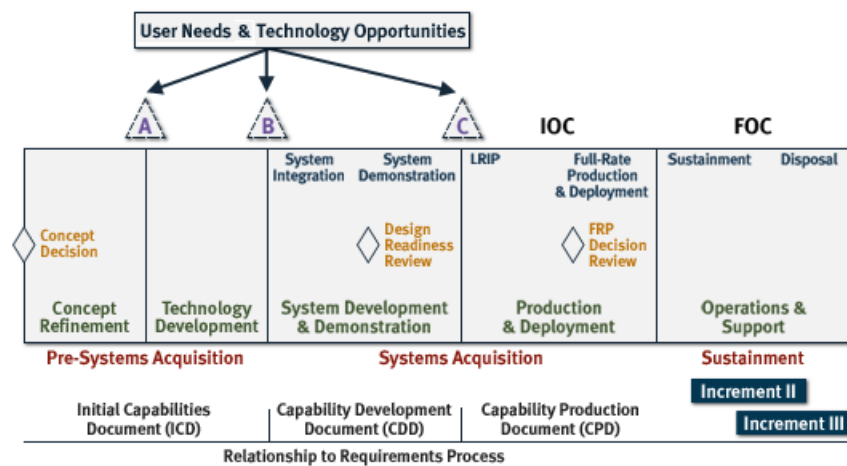 User Needs & Technology Opportunities
A
B
C
IOC
FOC
System
Integration
System
Demonstration
LRIP
Full-Rate
Production
& Deployment
Sustainment
Disposal
Concept
Decision
Design
Readiness
Review
FRP
Decision
Review
Concept
Refinement
Technology
Development
System Development
& Demonstration
Production
& Deployment
Operations &
Support
Pre-Systems Acquisition
Systems Acquisition
Sustainment
Increment II
Increment III
Initial Capabilities
Document (ICD)
Capability Development
Document (CDD)
Capability Production
Document (CPD)
Relationship to Requirements Process